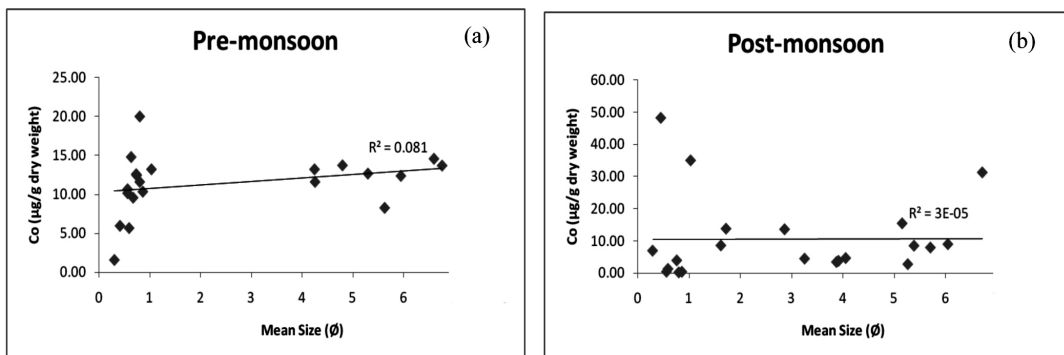 Pre-monsoon
(a)
25.00
20.00
15.00
10.00
5.00
0.00
Co (µg/g dry weight)
R² = 0.081
0 1 2 3 4 5 6
Mean Size (Ø)
Post-monsoon
(b)
60.00
50.00
40.00
30.00
20.00
10.00
0.00
Co (µg/g dry weight)
R² = 3E-05
0 1 2 3 4 5 6
Mean Size (Ø)